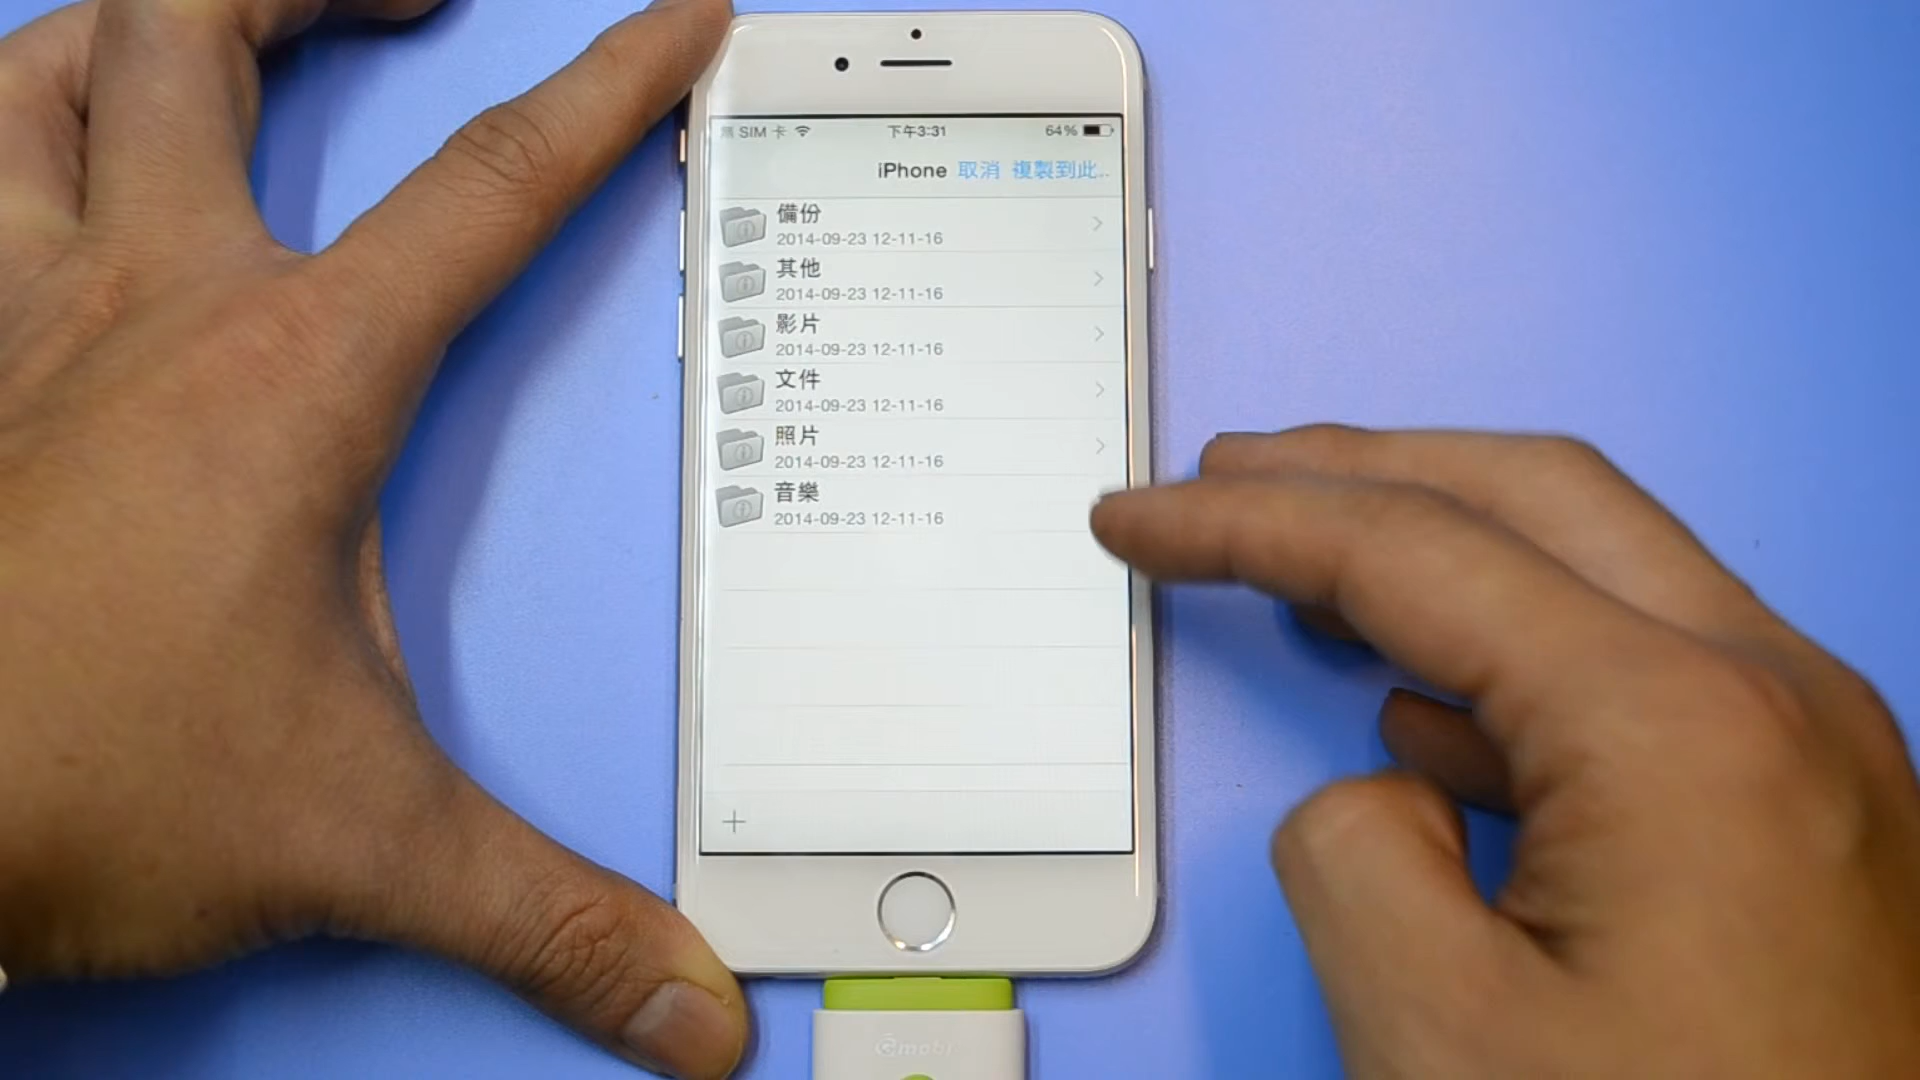 無 SIM 卡 下午3:31 64%
iPhone 取消 複製到此..
備份
2014-09-23 12-11-16
其他
2014-09-23 12-11-16
影片
2014-09-23 12-11-16
文件
2014-09-23 12-11-16
照片
2014-09-23 12-11-16
音樂
2014-09-23 12-11-16